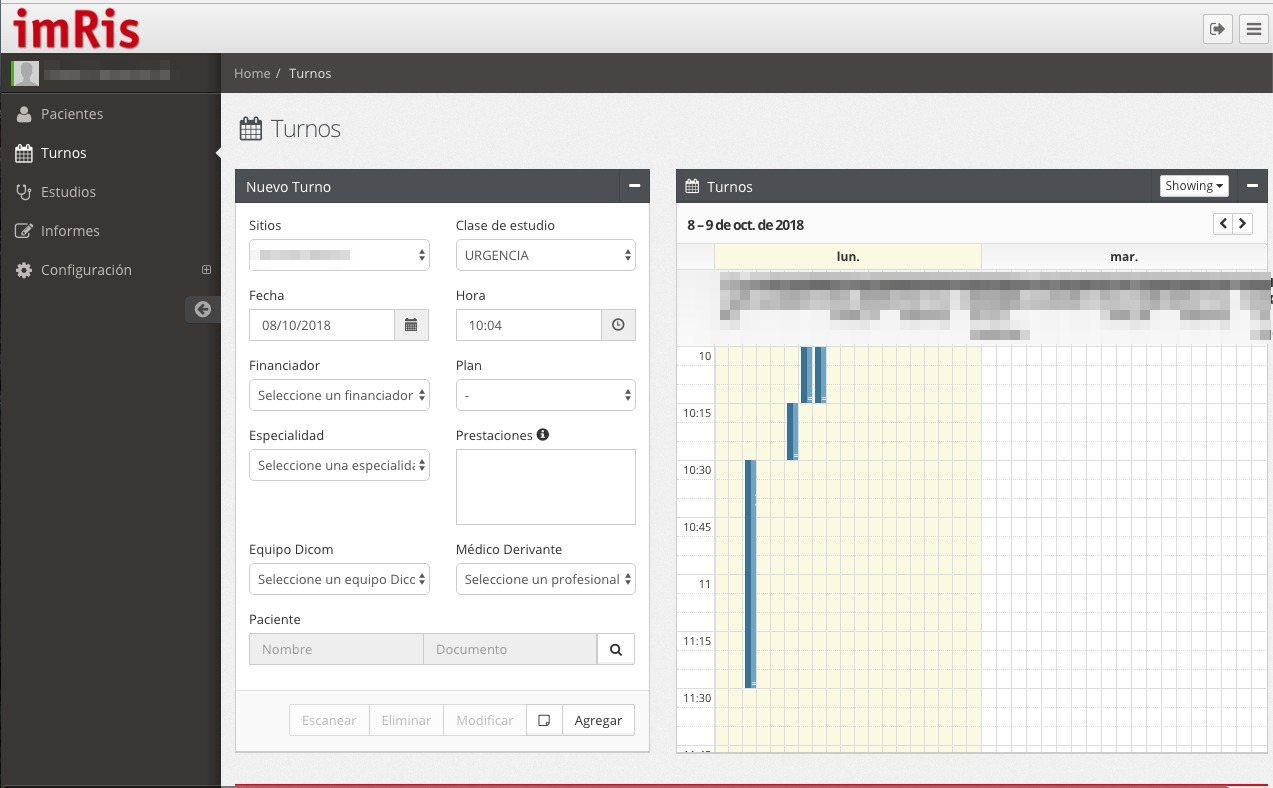 imRis
Home / Turnos
Pacientes
Turnos
Estudios
Informes
Configuración
Turnos
Nuevo Turno
Sitios
Clase de estudio
URGENCIA
Fecha
Hora
08/10/2018
10:04
Financiador
Plan
Seleccione un financiador
-
Especialidad
Prestaciones
Seleccione una especialida
Equipo Dicom
Médico Derivante
Seleccione un equipo Dicc
Seleccione un profesional
Paciente
Nombre
Documento
Escanear
Eliminar
Modificar
Agregar
Turnos
Showing
8 – 9 de oct. de 2018
lun.
mar.
10
10:15
10:30
10:45
11
11:15
11:30